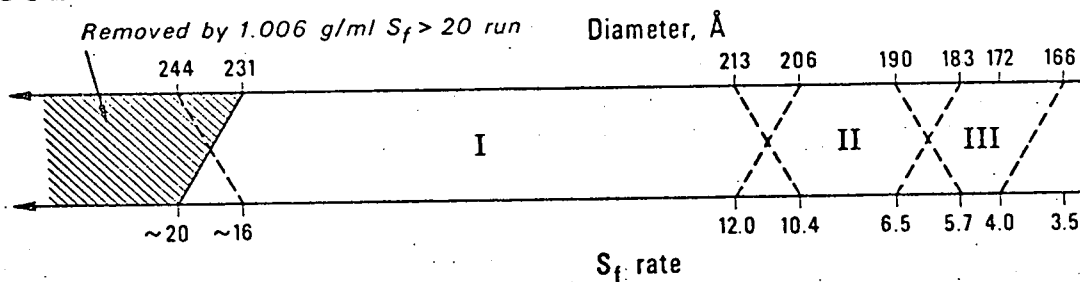 Removed by 1.006 g/ml Sf > 20 run
Diameter, Å
244 231 213 206 190 183 172 166
I II III
~20 ~16 12.0 10.4 6.5 5.7 4.0 3.5
Sf rate